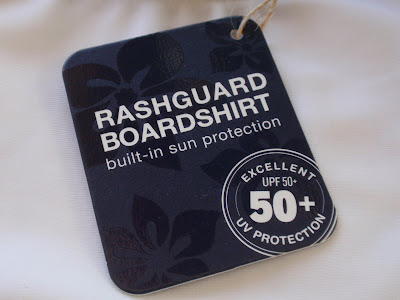 RASHGUARD
BOARDSHIRT
built-in sun protection
EXCELLENT
UPF 50+
50+
UV PROTECTION